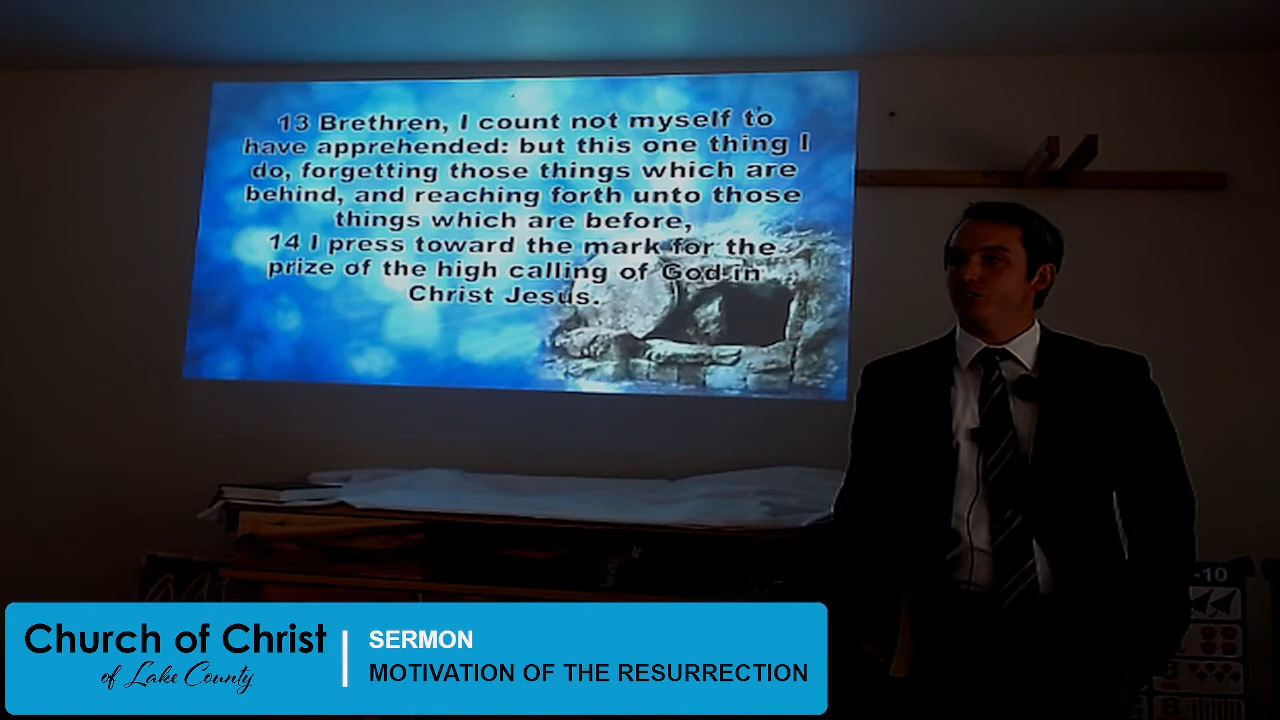 13 Brethren, I count not myself to
have apprehended: but this one thing I
do, forgetting those things which are
behind, and reaching forth unto those
things which are before,
14 I press toward the mark for the
prize of the high calling of God in
Christ Jesus.
-10
8
Church of Christ
of Lake County
SERMON
MOTIVATION OF THE RESURRECTION